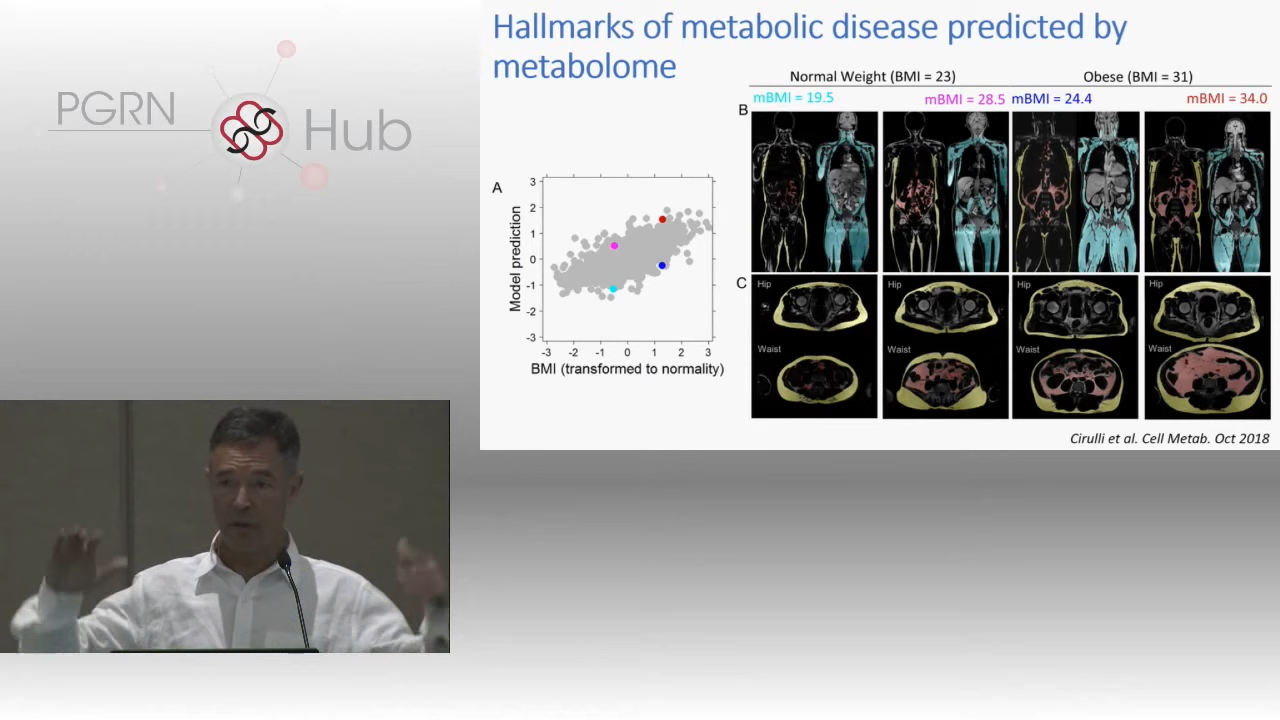 PGRN
Hub
Hallmarks of metabolic disease predicted by
metabolome
Normal Weight (BMI = 23)
Obese (BMI = 31)
mBMI = 19.5
mBMI = 28.5
mBMI = 24.4
mBMI = 34.0
B
A
Model prediction
3
2
1
0
-1
-2
-3
-3 -2 -1 0 1 2 3
BMI (transformed to normality)
C
Hip
Hip
Hip
Hip
Waist
Waist
Waist
Waist
Cirulli et al. Cell Metab. Oct 2018